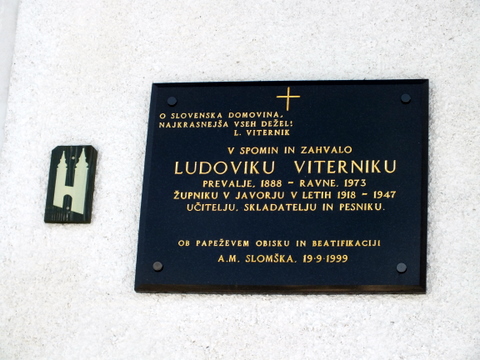 O SLOVENSKA DOMOVINA,
NAJKRASNEJŠA VSEH DEŽEL!
L. VITERNIK
V SPOMIN IN ZAHVALO
LUDOVIKU VITERNIKU
PREVALJE, 1888 - RAVNE, 1973
ŽUPNIKU V JAVORJU V LETIH 1918 - 1947
UČITELJU, SKLADATELJU IN PESNIKU.
OB PAPEŽEVEM OBISKU IN BEATIFIKACIJI
A.M. SLOMŠKA, 19.9.1999